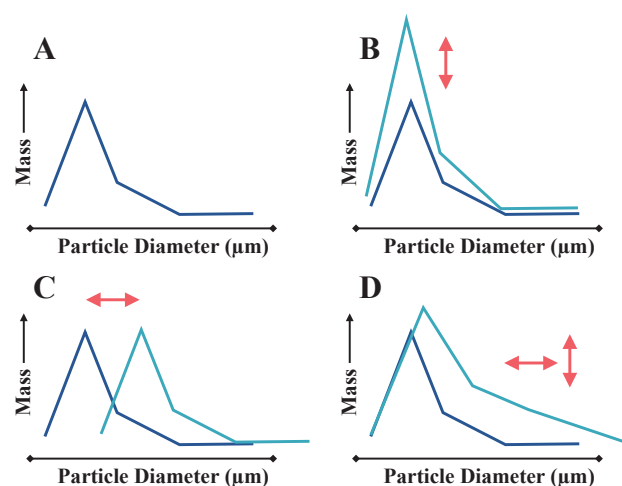 A
Mass
Particle Diameter (µm)
B
Mass
Particle Diameter (µm)
C
Mass
Particle Diameter (µm)
D
Mass
Particle Diameter (µm)